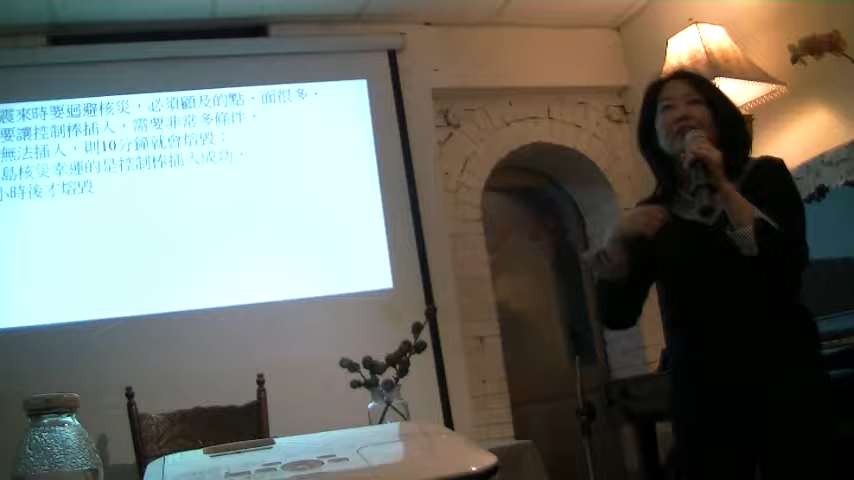 震來時要迴避核災，必須顧及的點，面很多，
要讓控制棒插人，需要非常多條件，
無法插人，則10分鐘就會熔毀；
島核災幸運的是控制棒插入成功，
小時後才熔毀